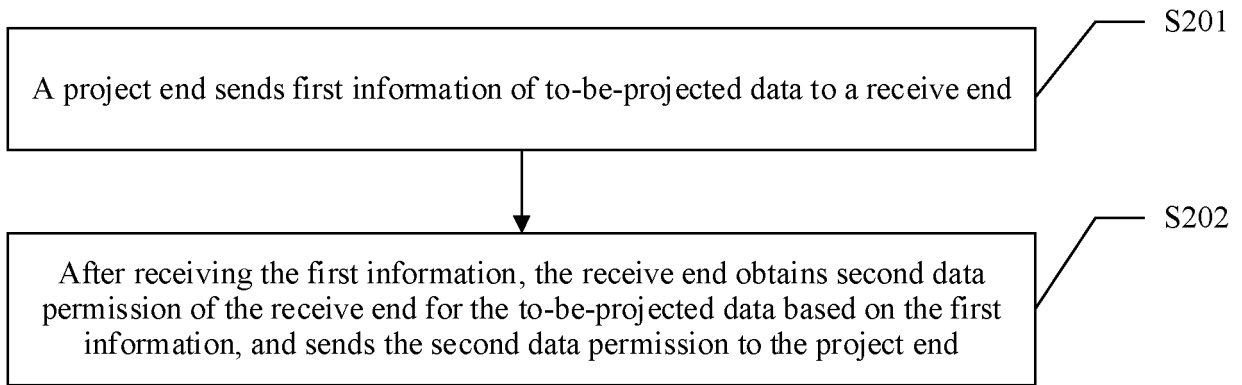 S201
A project end sends first information of to-be-projected data to a receive end
S202
After receiving the first information, the receive end obtains second data
permission of the receive end for the to-be-projected data based on the first
information, and sends the second data permission to the project end